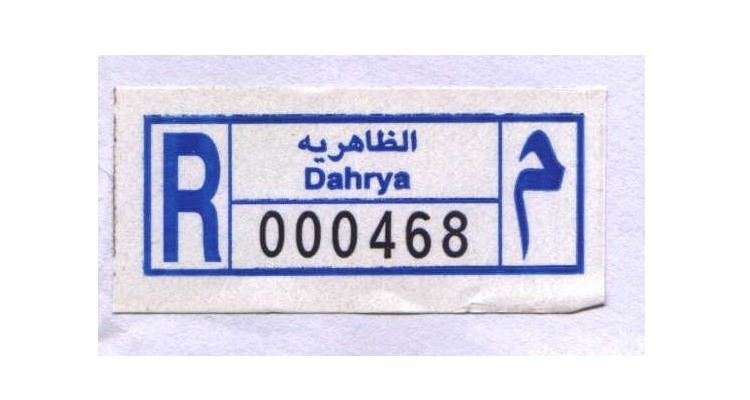 R
الظاهريه
Dahrya
000468
م